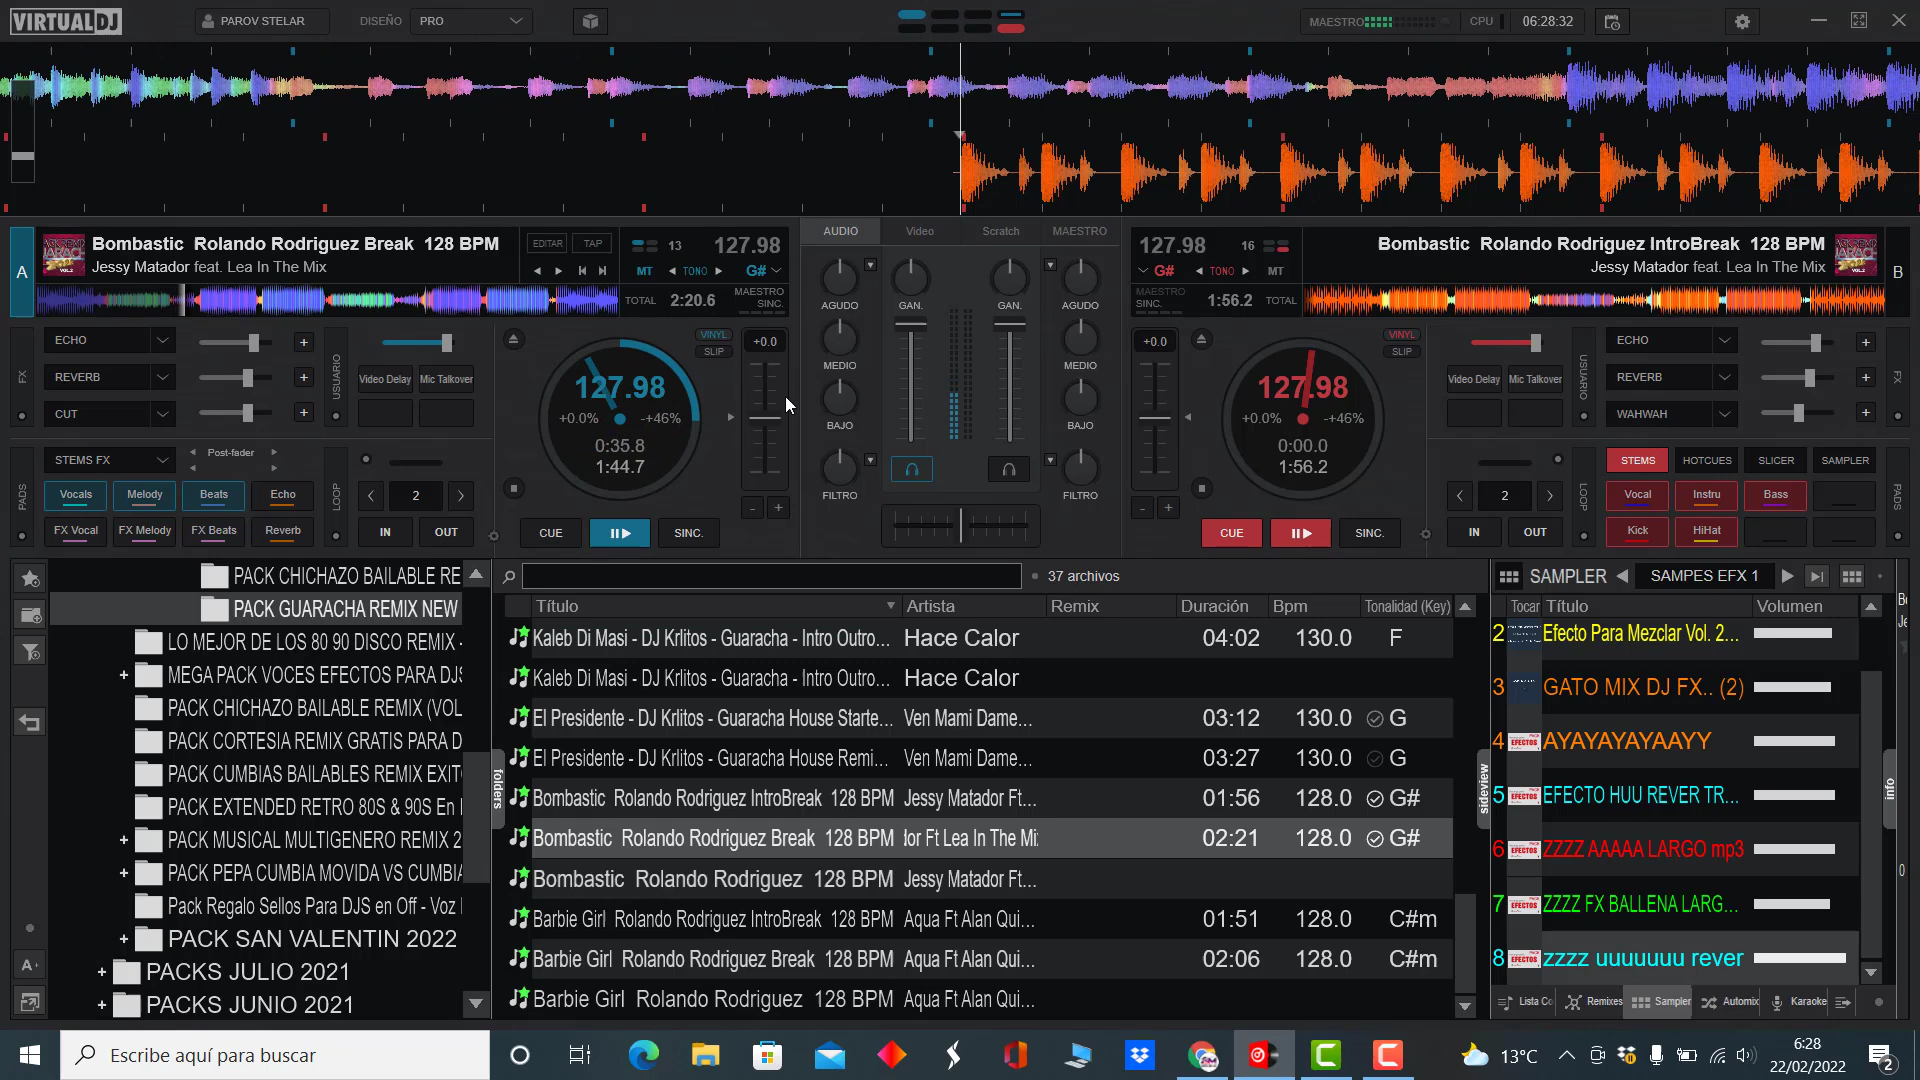 VIRTUALDJ
PAROV STELAR
DISEÑO
PRO
MAESTRO
CPU
06:28:32
A
Bombastic Rolando Rodriguez Break 128 BPM
Jessy Matador feat. Lea In The Mix
EDITAR
TAP
13
127.98
MT
TONO
G#
TOTAL
2:20.6
MAESTRO
SINC.
AUDIO
Video
Scratch
MAESTRO
127.98
16
G#
TONO
MT
MAESTRO
SINC.
1:56.2
TOTAL
Bombastic Rolando Rodriguez IntroBreak 128 BPM
Jessy Matador feat. Lea In The Mix
B
FX
ECHO
REVERB
CUT
USUARIO
Video Delay
Mic Talkover
VINYL
SLIP
+0.0
127.98
+0.0%
-+46%
0:35.8
1:44.7
AGUDO
GAN.
GAN.
AGUDO
MEDIO
MEDIO
BAJO
BAJO
FILTRO
FILTRO
+0.0
VINYL
SLIP
127.98
+0.0%
-+46%
0:00.0
1:56.2
USUARIO
Video Delay
Mic Talkover
ECHO
REVERB
WAHWAH
FX
PADS
STEMS FX
Post-fader
Vocals
Melody
Beats
Echo
FX Vocal
FX Melody
FX Beats
Reverb
LOOP
2
IN
OUT
CUE
SINC.
CUE
SINC.
2
IN
OUT
LOOP
STEMS
HOTCUES
SLICER
SAMPLER
Vocal
Instru
Bass
Kick
HiHat
PADS
PACK CHICHAZO BAILABLE RE
PACK GUARACHA REMIX NEW
LO MEJOR DE LOS 80 90 DISCO REMIX -
MEGA PACK VOCES EFECTOS PARA DJS
PACK CHICHAZO BAILABLE REMIX (VOL
PACK CORTESIA REMIX GRATIS PARA D
PACK CUMBIAS BAILABLES REMIX EXIT
PACK EXTENDED RETRO 80S & 90S En
PACK MUSICAL MULTIGENERO REMIX 2
PACK PEPA CUMBIA MOVIDA VS CUMBIA
Pack Regalo Sellos Para DJS en Off - Voz
PACK SAN VALENTIN 2022
PACKS JULIO 2021
PACKS JUNIO 2021
folders
37 archivos
Título
Artista
Remix
Duración
Bpm
Tonalidad (Key)
Kaleb Di Masi - DJ Krlitos - Guaracha - Intro Outro... Hace Calor 04:02 130.0 F
Kaleb Di Masi - DJ Krlitos - Guaracha - Intro Outro... Hace Calor
El Presidente - DJ Krlitos - Guaracha House Starte... Ven Mami Dame... 03:12 130.0 G
El Presidente - DJ Krlitos - Guaracha House Remi... Ven Mami Dame... 03:27 130.0 G
Bombastic Rolando Rodriguez IntroBreak 128 BPM Jessy Matador Ft... 01:56 128.0 G#
Bombastic Rolando Rodriguez Break 128 BPM tor Ft Lea In The Mi 02:21 128.0 G#
Bombastic Rolando Rodriguez 128 BPM Jessy Matador Ft...
Barbie Girl Rolando Rodriguez IntroBreak 128 BPM Aqua Ft Alan Qui... 01:51 128.0 C#m
Barbie Girl Rolando Rodriguez Break 128 BPM Aqua Ft Alan Qui... 02:06 128.0 C#m
Barbie Girl Rolando Rodriguez 128 BPM Aqua Ft Alan Qui...
sideview
SAMPLER
SAMPES EFX 1
Tocar
Título
Volumen
2 Efecto Para Mezclar Vol. 2...
3 GATO MIX DJ FX.. (2)
4 EFECTOS AYAYAYAYAAYY
5 EFECTOS EFECTO HUU REVER TR...
6 EFECTOS ZZZZ AAAAA LARGO mp3
7 EFECTOS ZZZZ FX BALLENA LARG...
8 EFECTOS zzzz uuuuuuu rever
Lista Co
Remixes
Sampler
Automix
Karaoke
info
Escribe aquí para buscar
13°C
6:28
22/02/2022
2